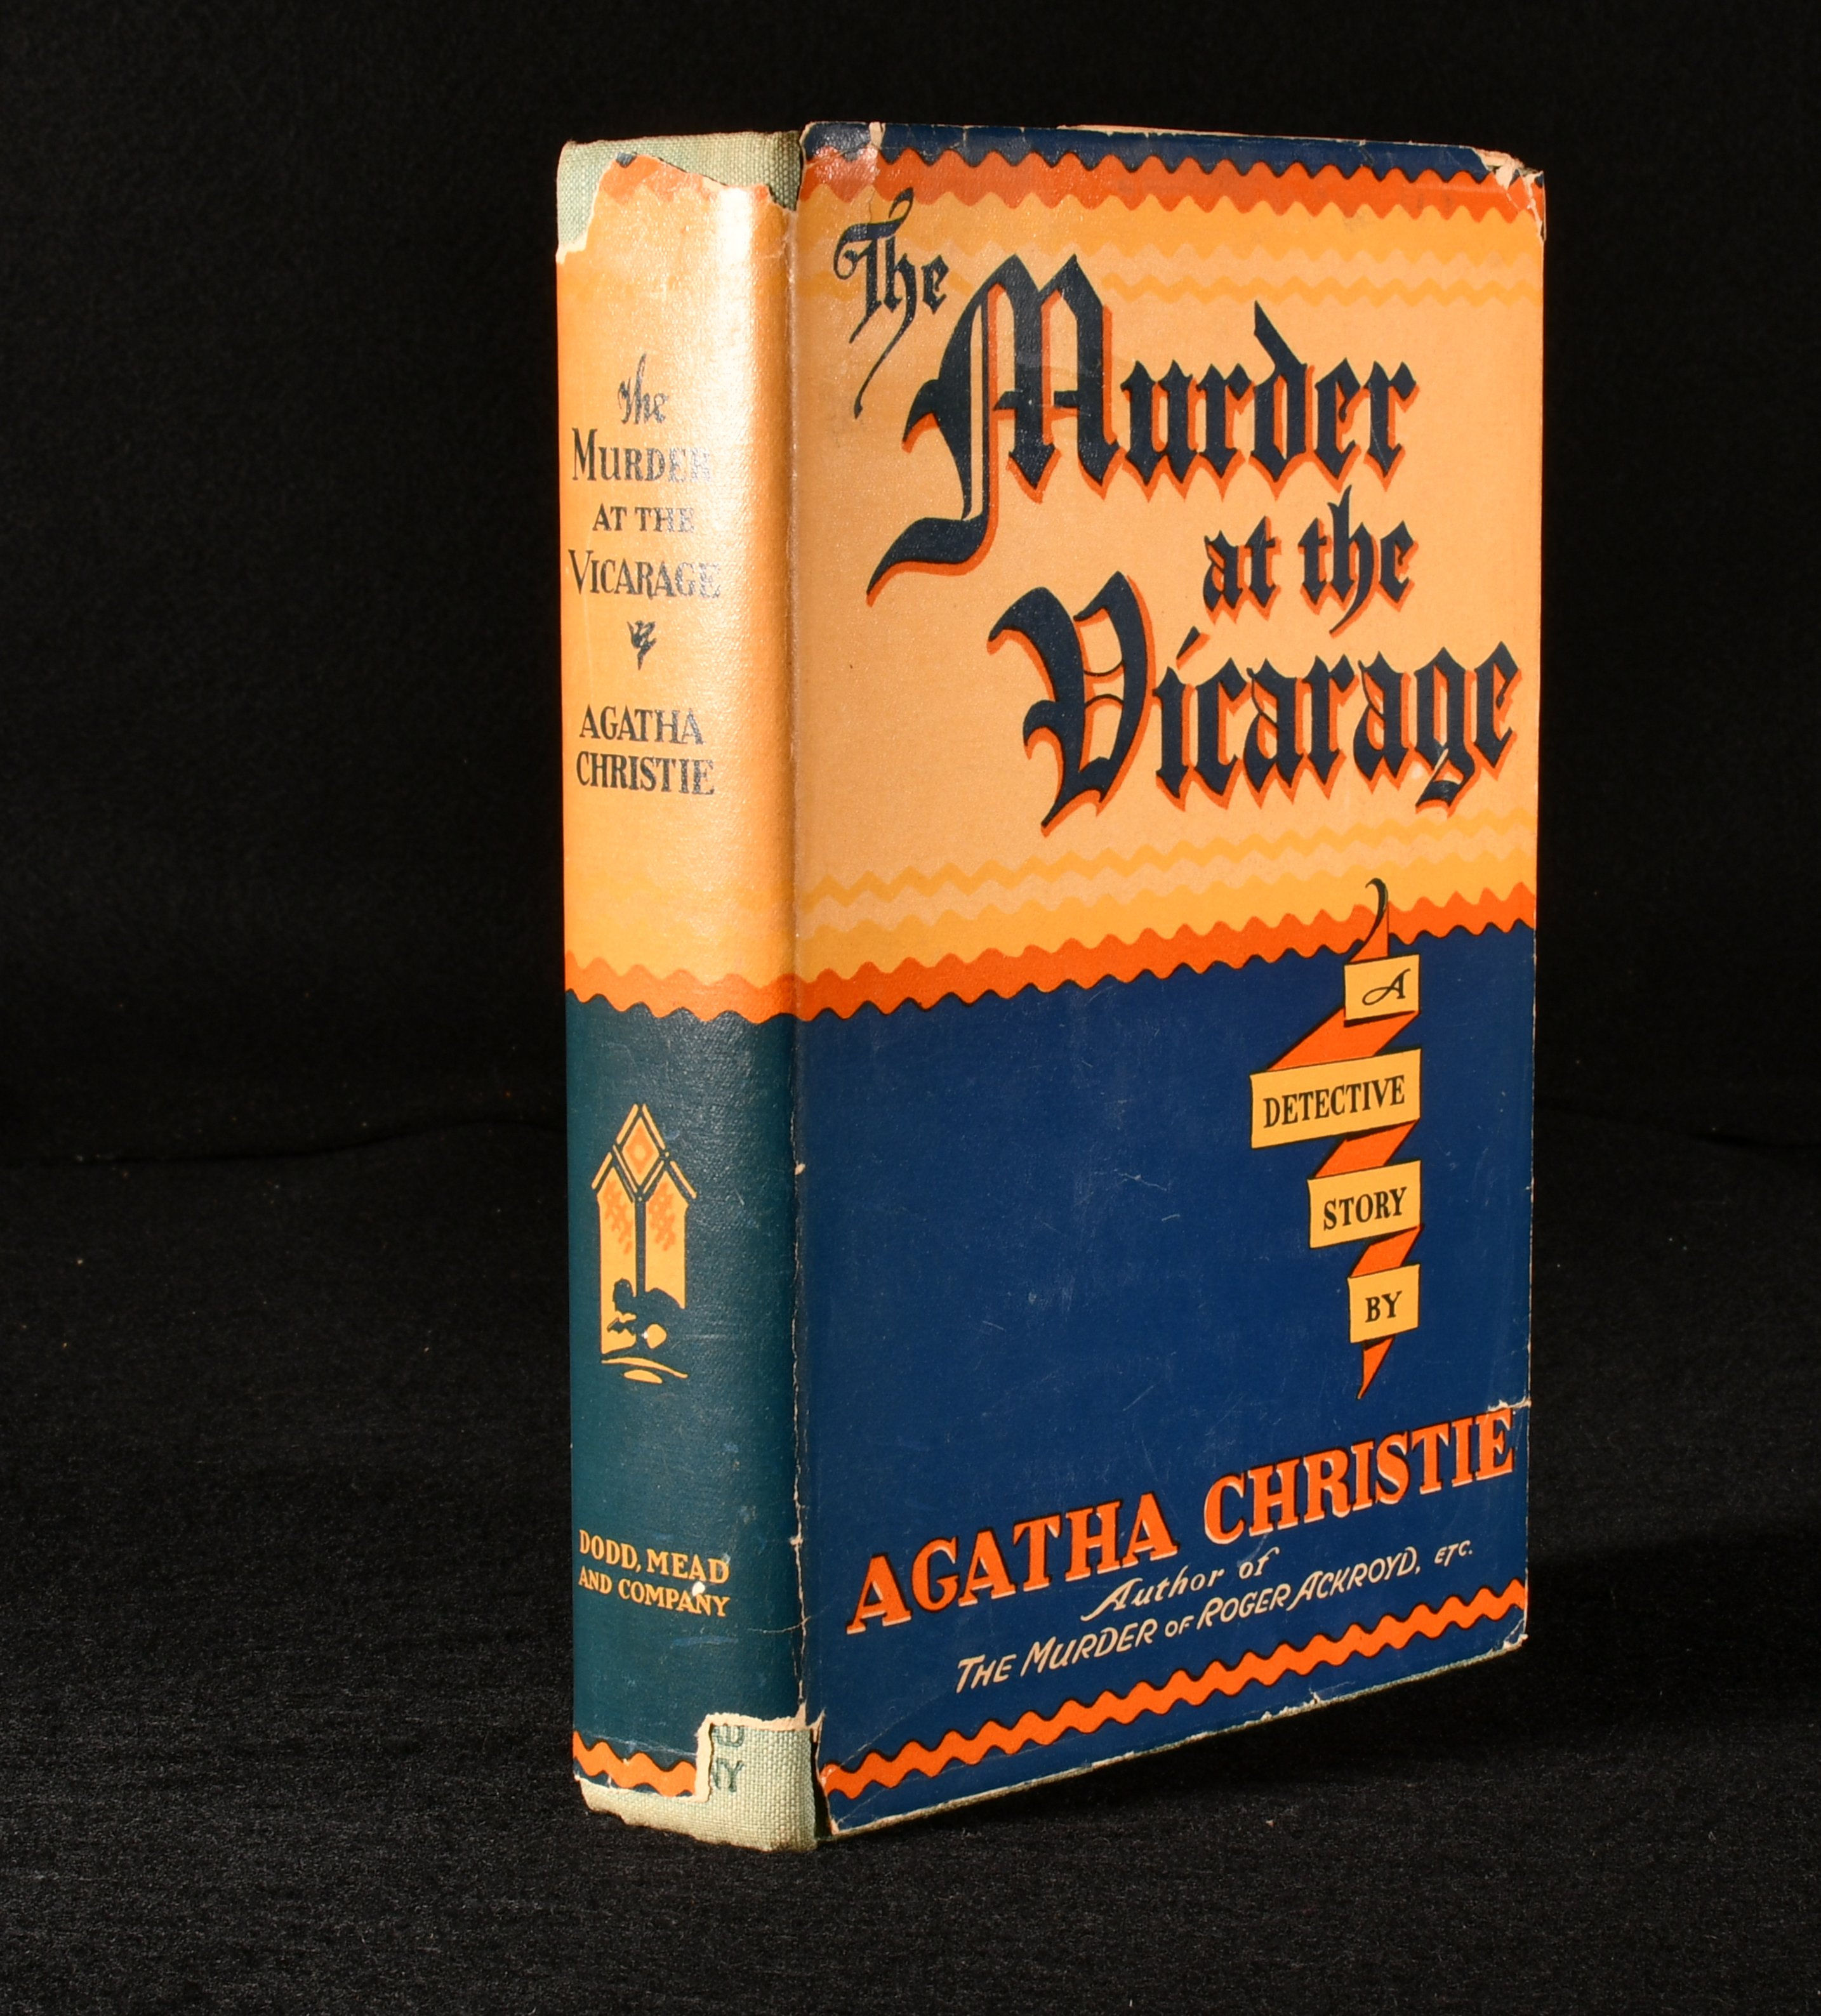 the
MURDER
AT THE
VICARAGE
AGATHA
CHRISTIE
DODD, MEAD
AND COMPANY
The
Murder
at the
Vicarage
A
DETECTIVE
STORY
BY
AGATHA CHRISTIE
Author of
THE MURDER OF ROGER ACKROYD, ETC.